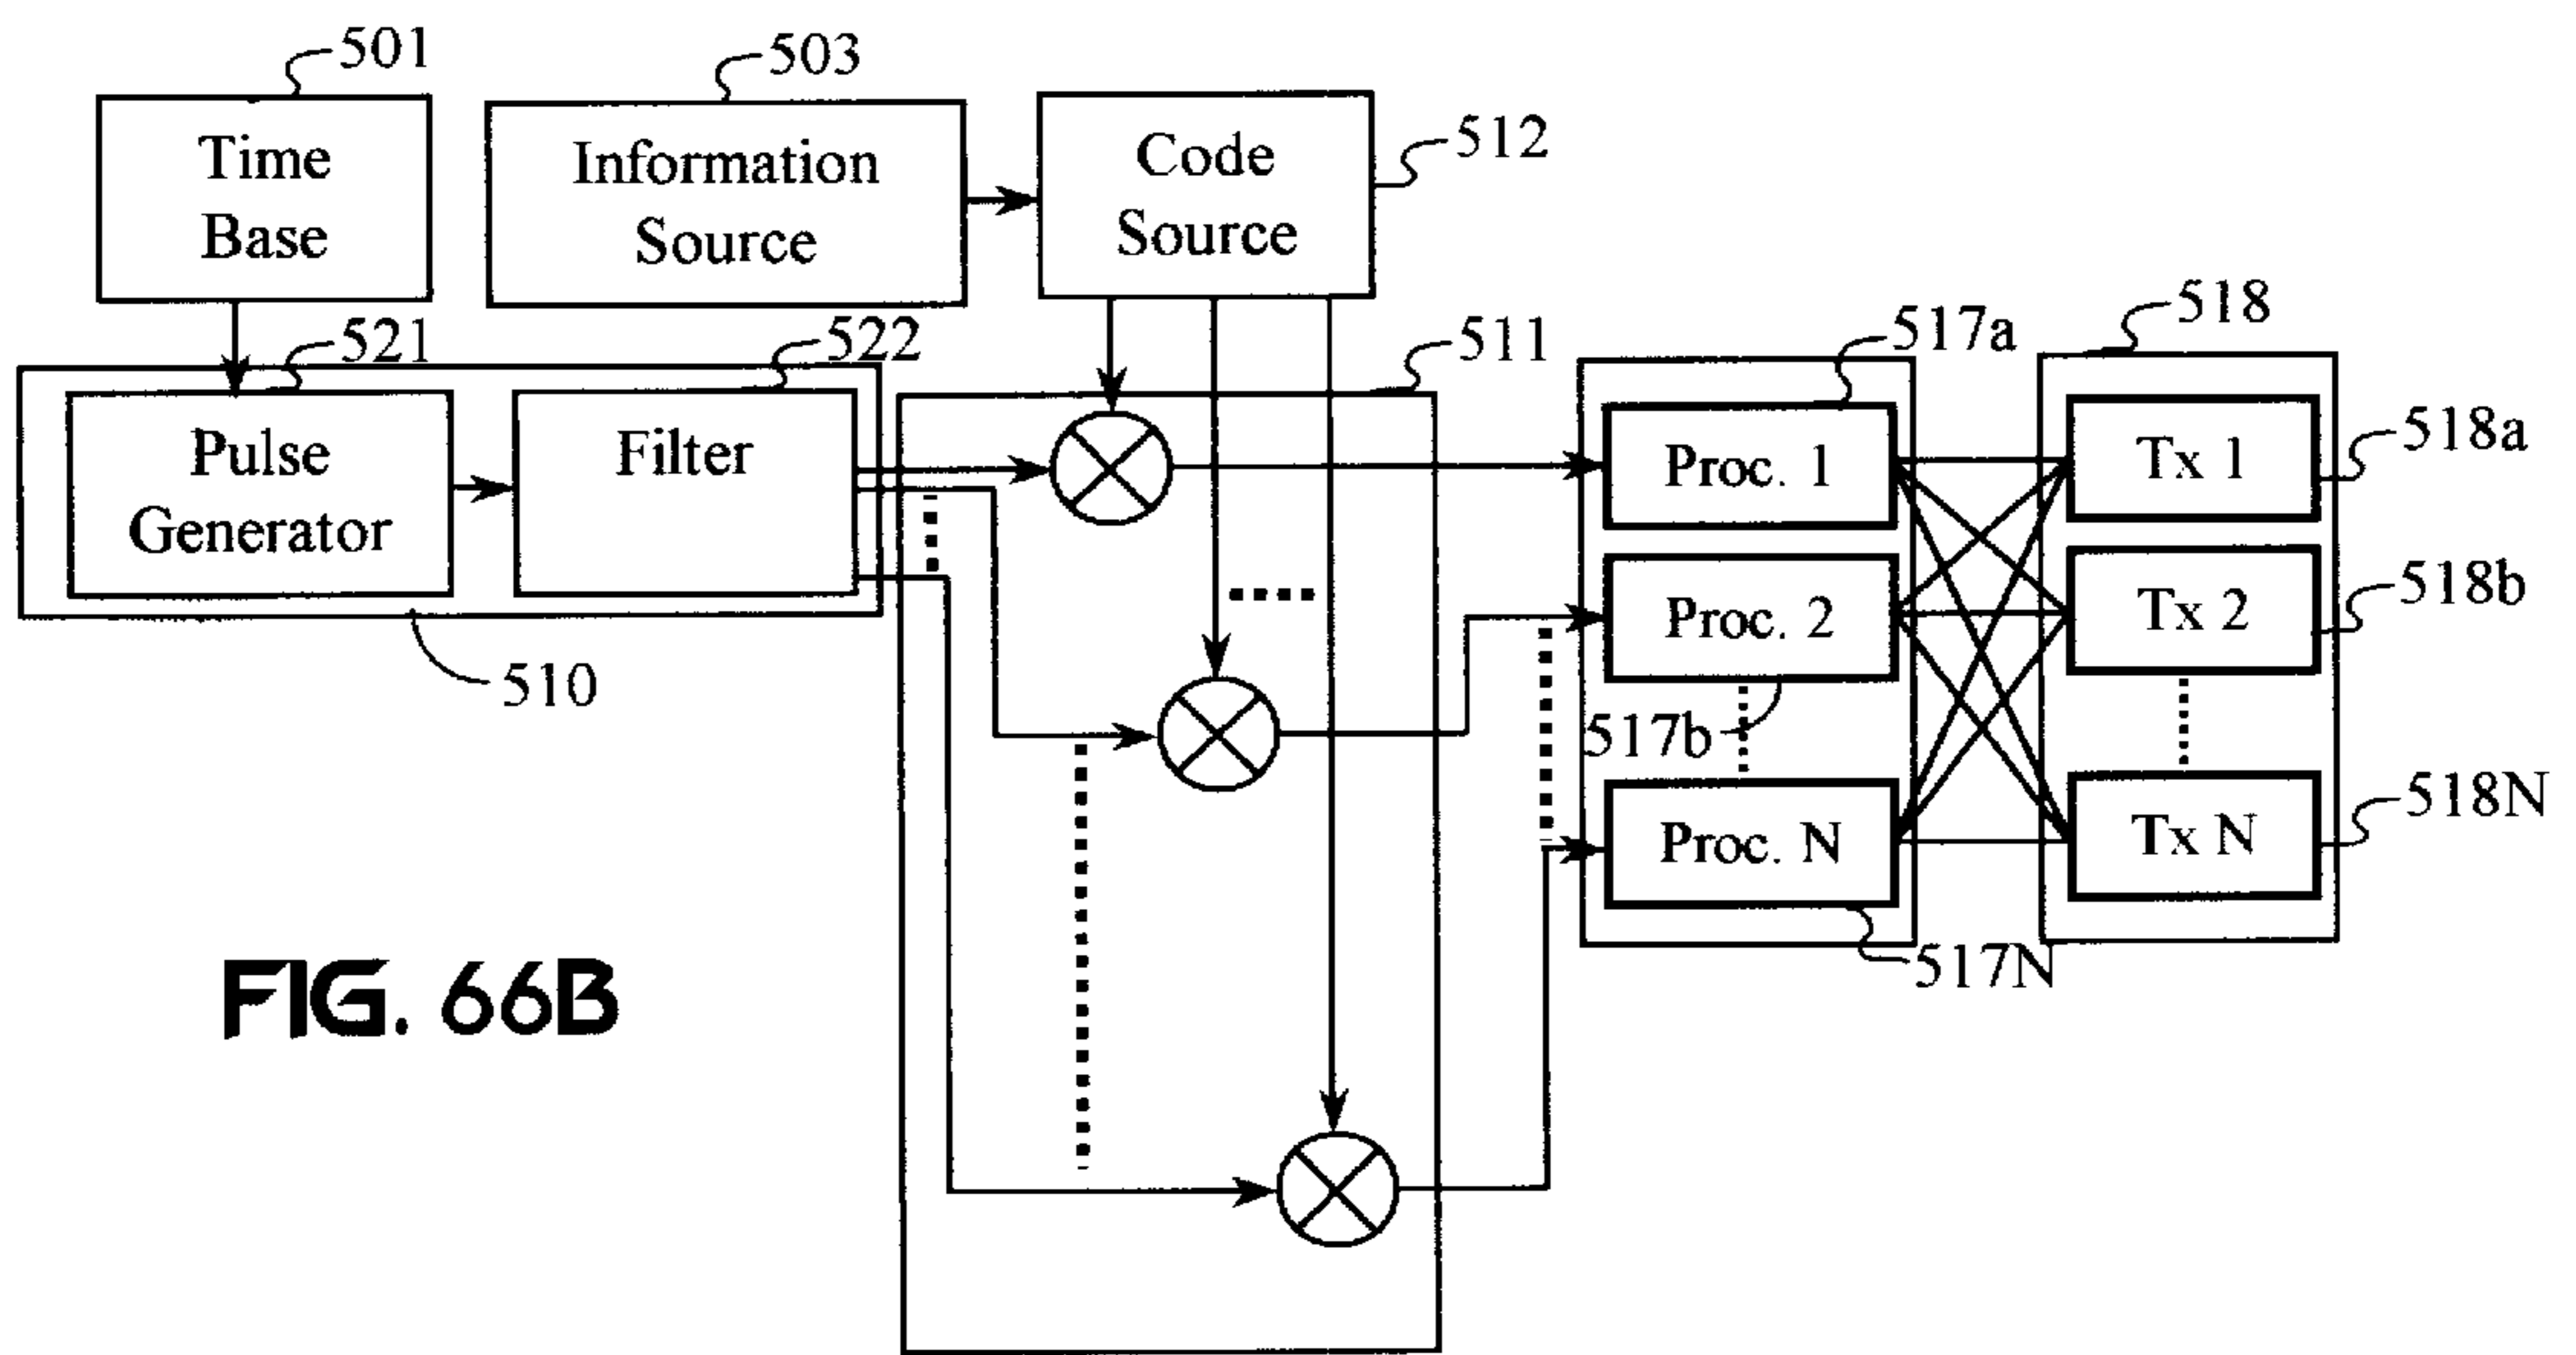 501
503
512
Time
Base
Information
Source
Code
Source
521
522
511
517a
518
Pulse
Generator
Filter
510
Proc. 1
Tx 1
518a
Proc. 2
Tx 2
518b
517b
Proc. N
Tx N
518N
517N
FIG. 66B